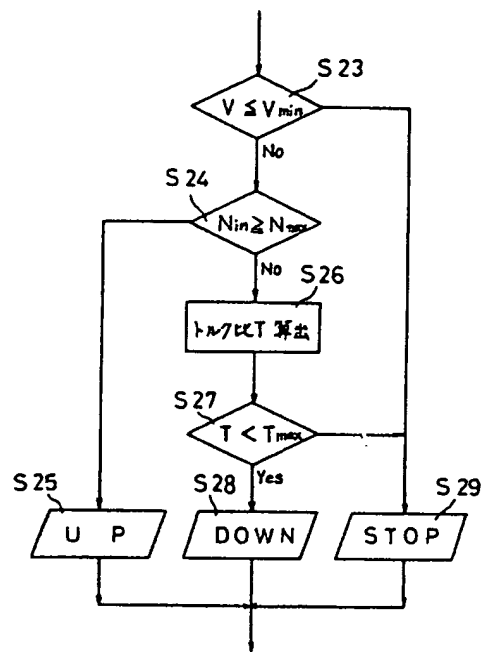 S23
V ≦ Vmin
No
S24
Nin ≧ Nmax
No
S26
トルク比T 算出
S27
T < Tmax
Yes
S25
S28
S29
U P
DOWN
STOP